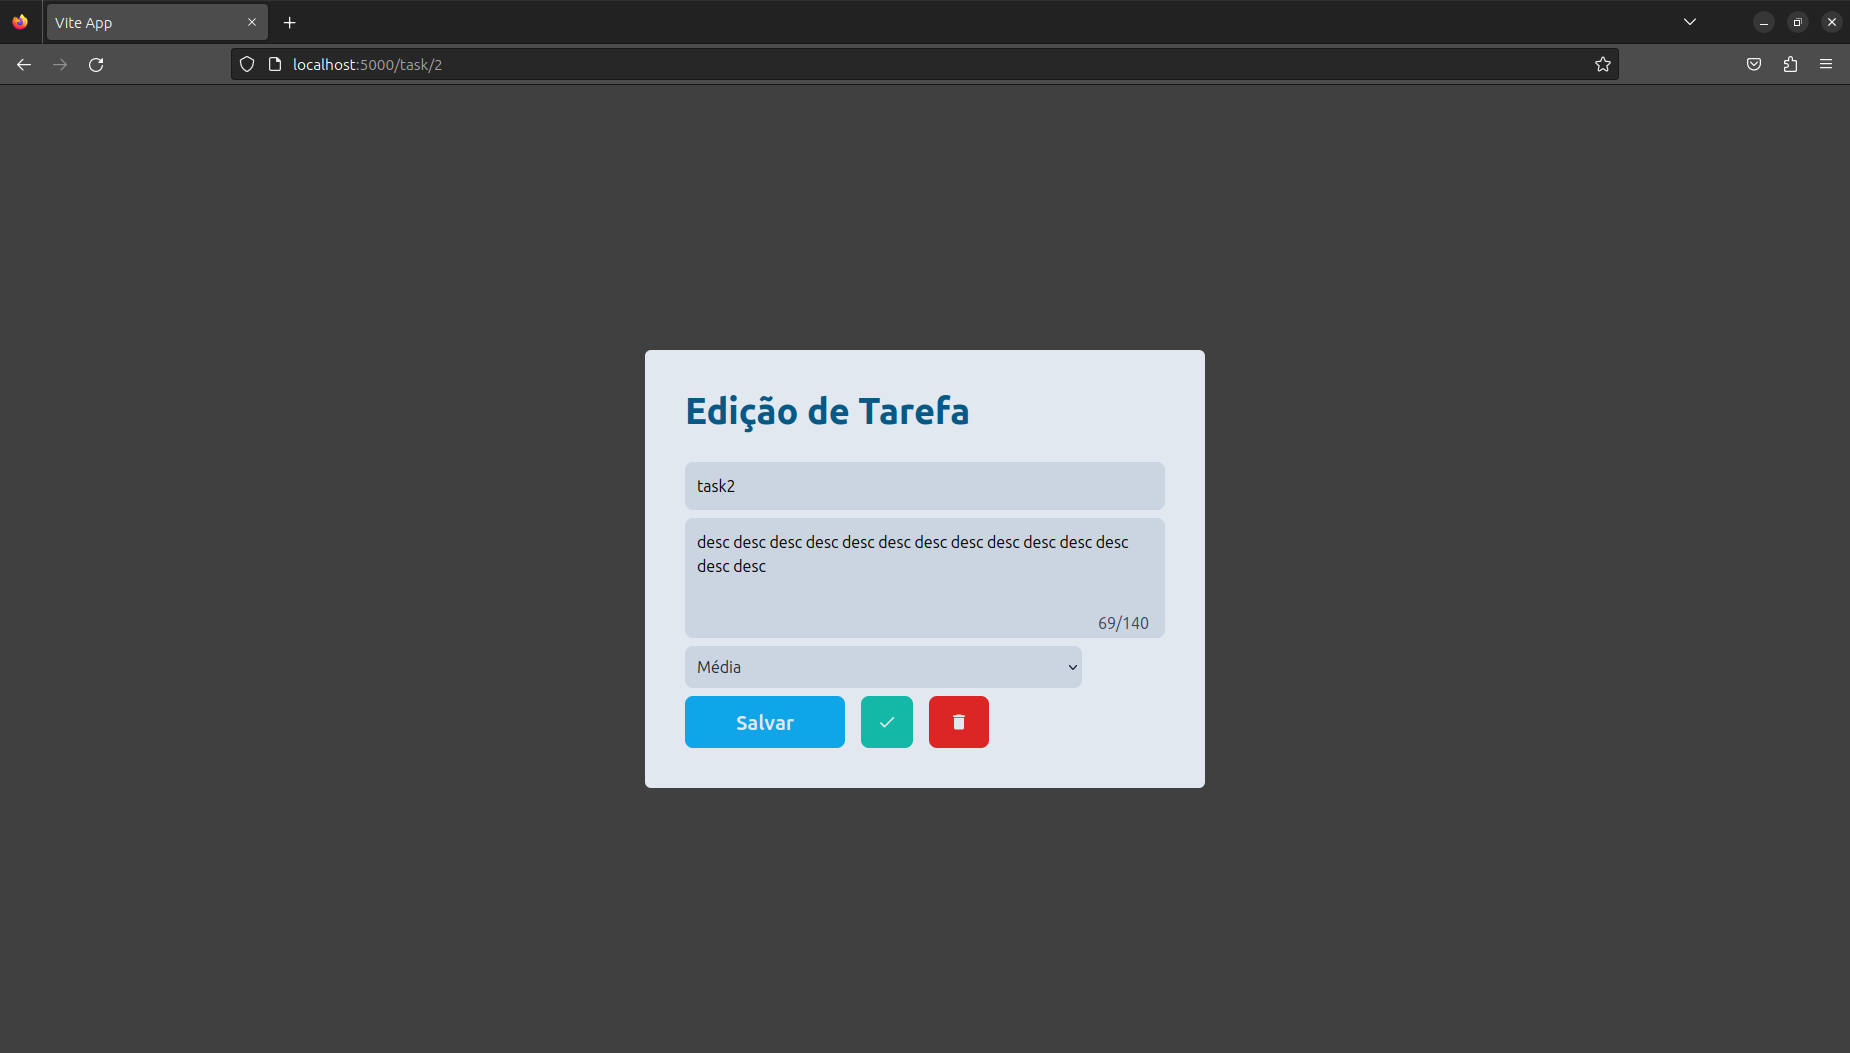 Vite App
localhost:5000/task/2
Edição de Tarefa
task2
desc desc desc desc desc desc desc desc desc desc desc desc
desc desc
69/140
Média
Salvar